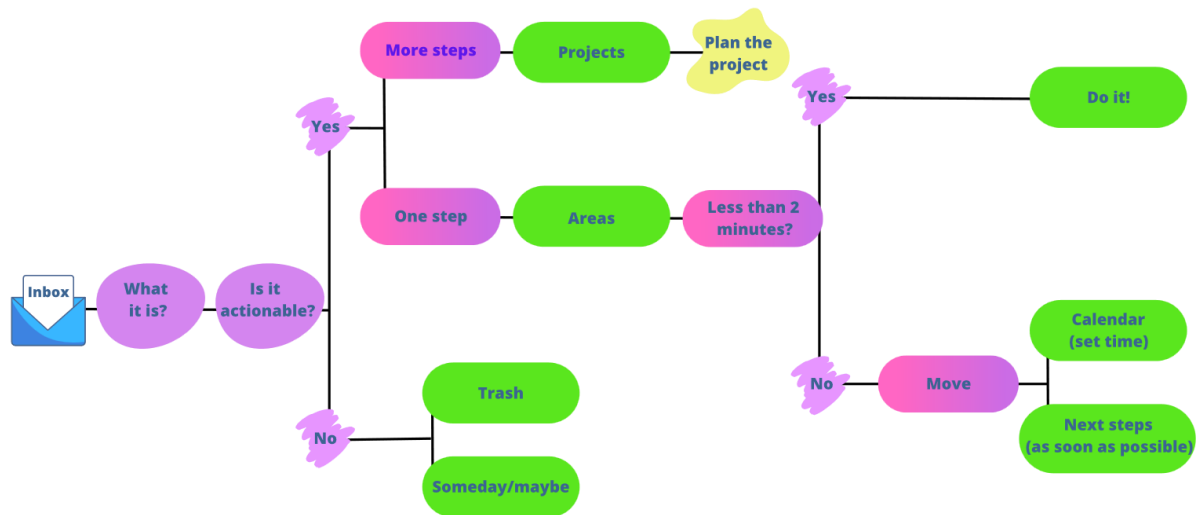 More steps
Projects
Plan the
project
Yes
Do it!
Yes
One step
Areas
Less than 2
minutes?
Inbox
What
it is?
Is it
actionable?
Calendar
(set time)
Trash
No
Move
No
Next steps
(as soon as possible)
Someday/maybe